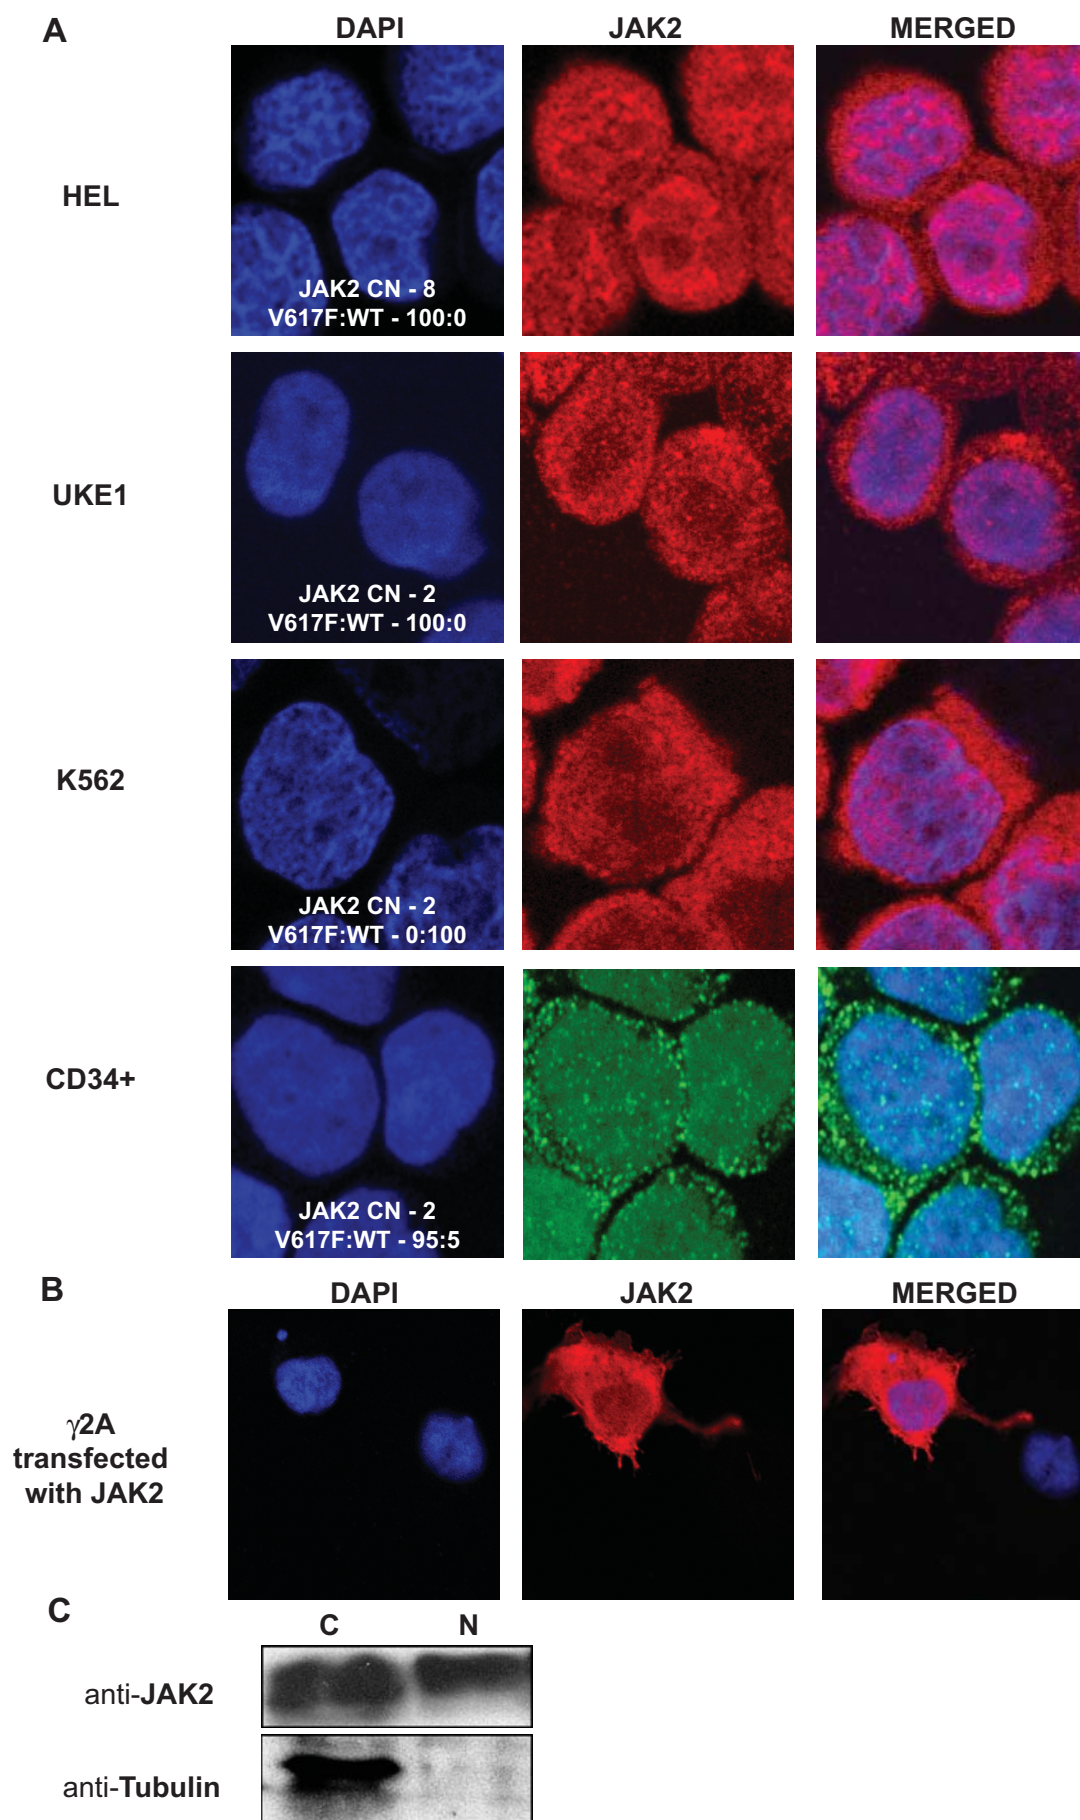 A
DAPI JAK2 MERGED
HEL
JAK2 CN - 8
V617F:WT - 100:0
UKE1
JAK2 CN - 2
V617F:WT - 100:0
K562
JAK2 CN - 2
V617F:WT - 0:100
CD34+
JAK2 CN - 2
V617F:WT - 95:5
B
DAPI JAK2 MERGED
γ2A
transfected
with JAK2
C
C N
anti-JAK2
anti-Tubulin